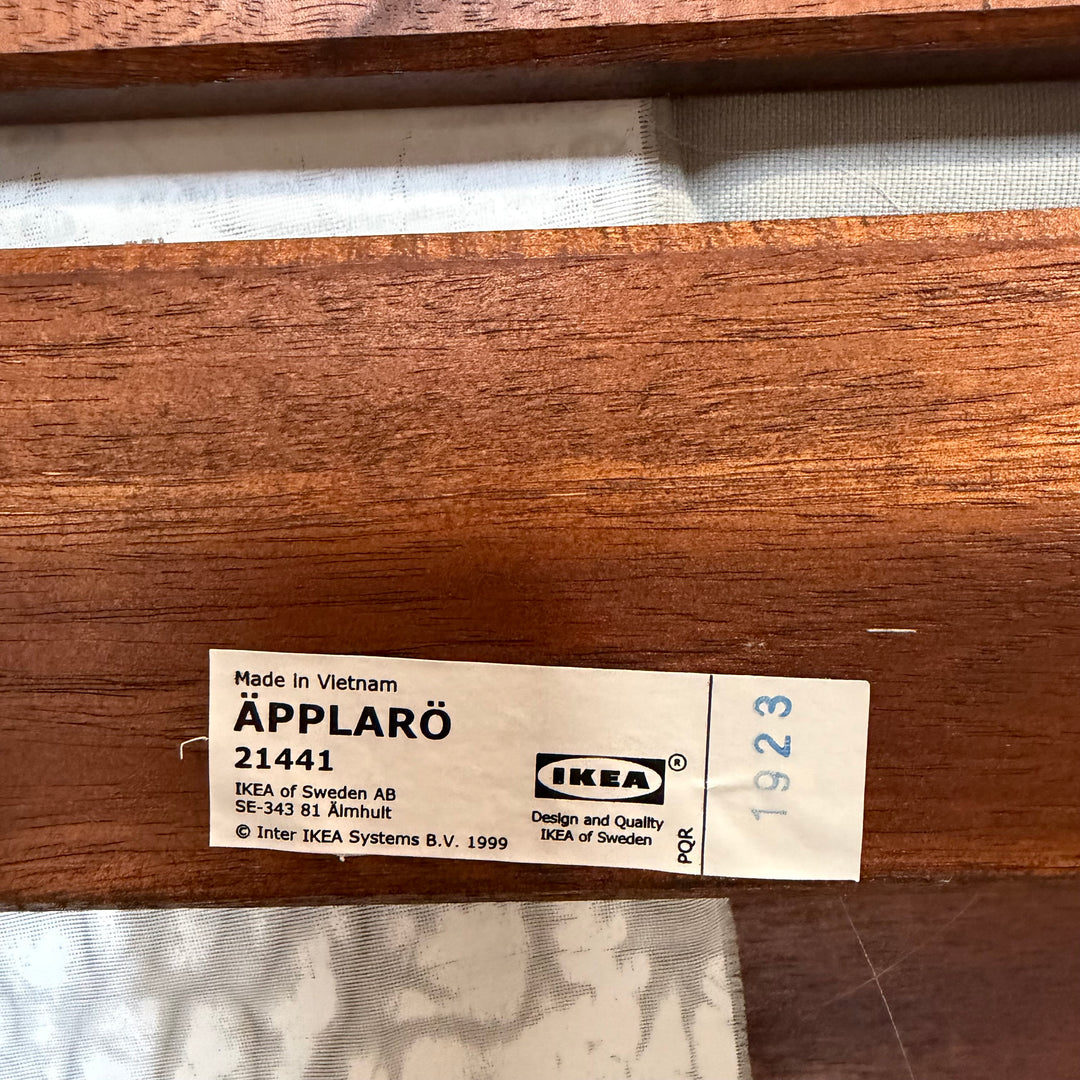 Made in Vietnam
ÄPPLARÖ
21441
IKEA of Sweden AB
SE-343 81 Älmhult
© Inter IKEA Systems B.V. 1999
IKEA®
Design and Quality
IKEA of Sweden
PQR
1923